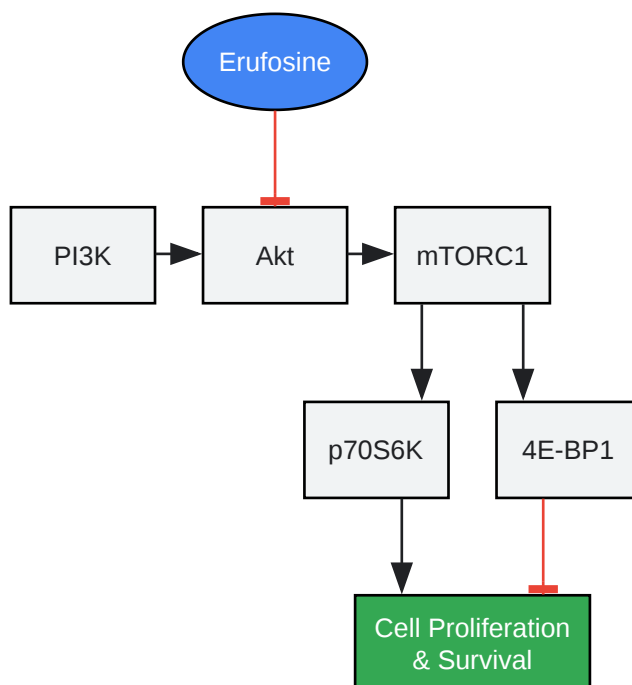 Erufosine
PI3K
Akt
mTORC1
p70S6K
4E-BP1
Cell Proliferation
& Survival